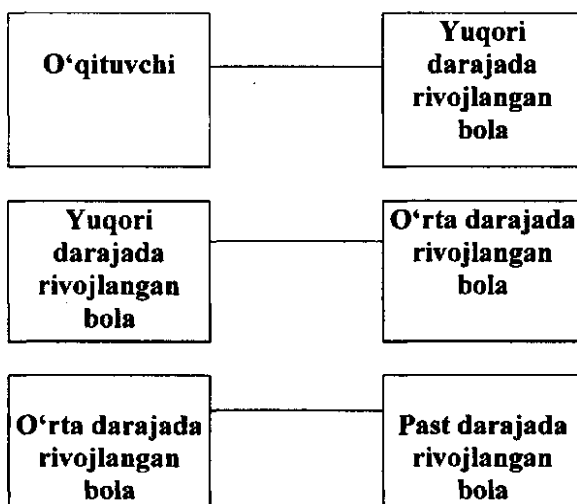 O‘qituvchi
Yuqori
darajada
rivojlangan
bola
Yuqori
darajada
rivojlangan
bola
O‘rta darajada
rivojlangan
bola
O‘rta darajada
rivojlangan
bola
Past darajada
rivojlangan
bola